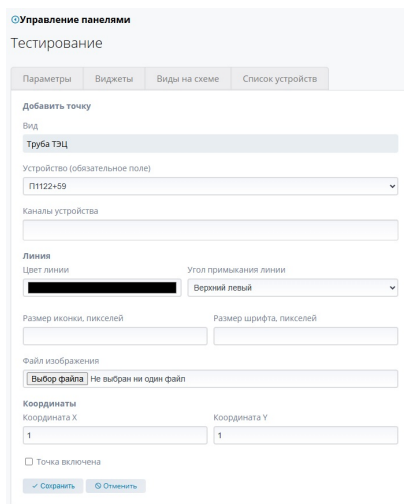 Управление панелями
Тестирование
Параметры Виджеты Виды на схеме Список устройств
Добавить точку
Вид
Труба ТЭЦ
Устройство (обязательное поле)
П1122+59
Каналы устройства
Линия
Цвет линии Угол примыкания линии
Верхний левый
Размер иконки, пикселей Размер шрифта, пикселей
Файл изображения
Выбор файла Не выбран ни один файл
Координаты
Координата X Координата Y
1 1
Точка включена
Сохранить Отменить